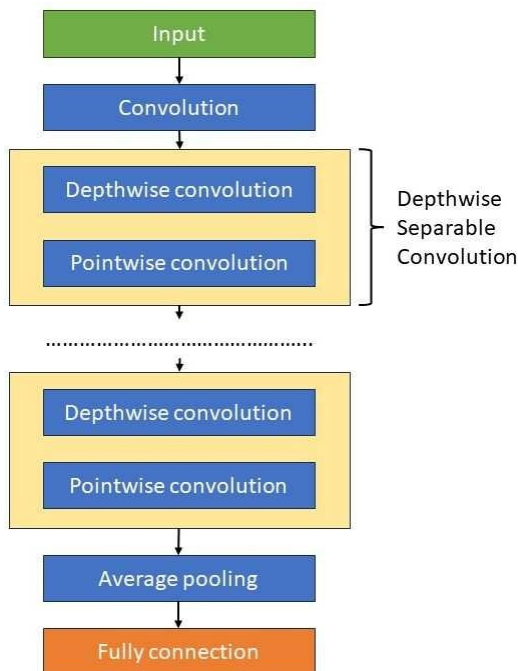 Input
Convolution
Depthwise convolution
Pointwise convolution
Depthwise
Separable
Convolution
................................................
Depthwise convolution
Pointwise convolution
Average pooling
Fully connection